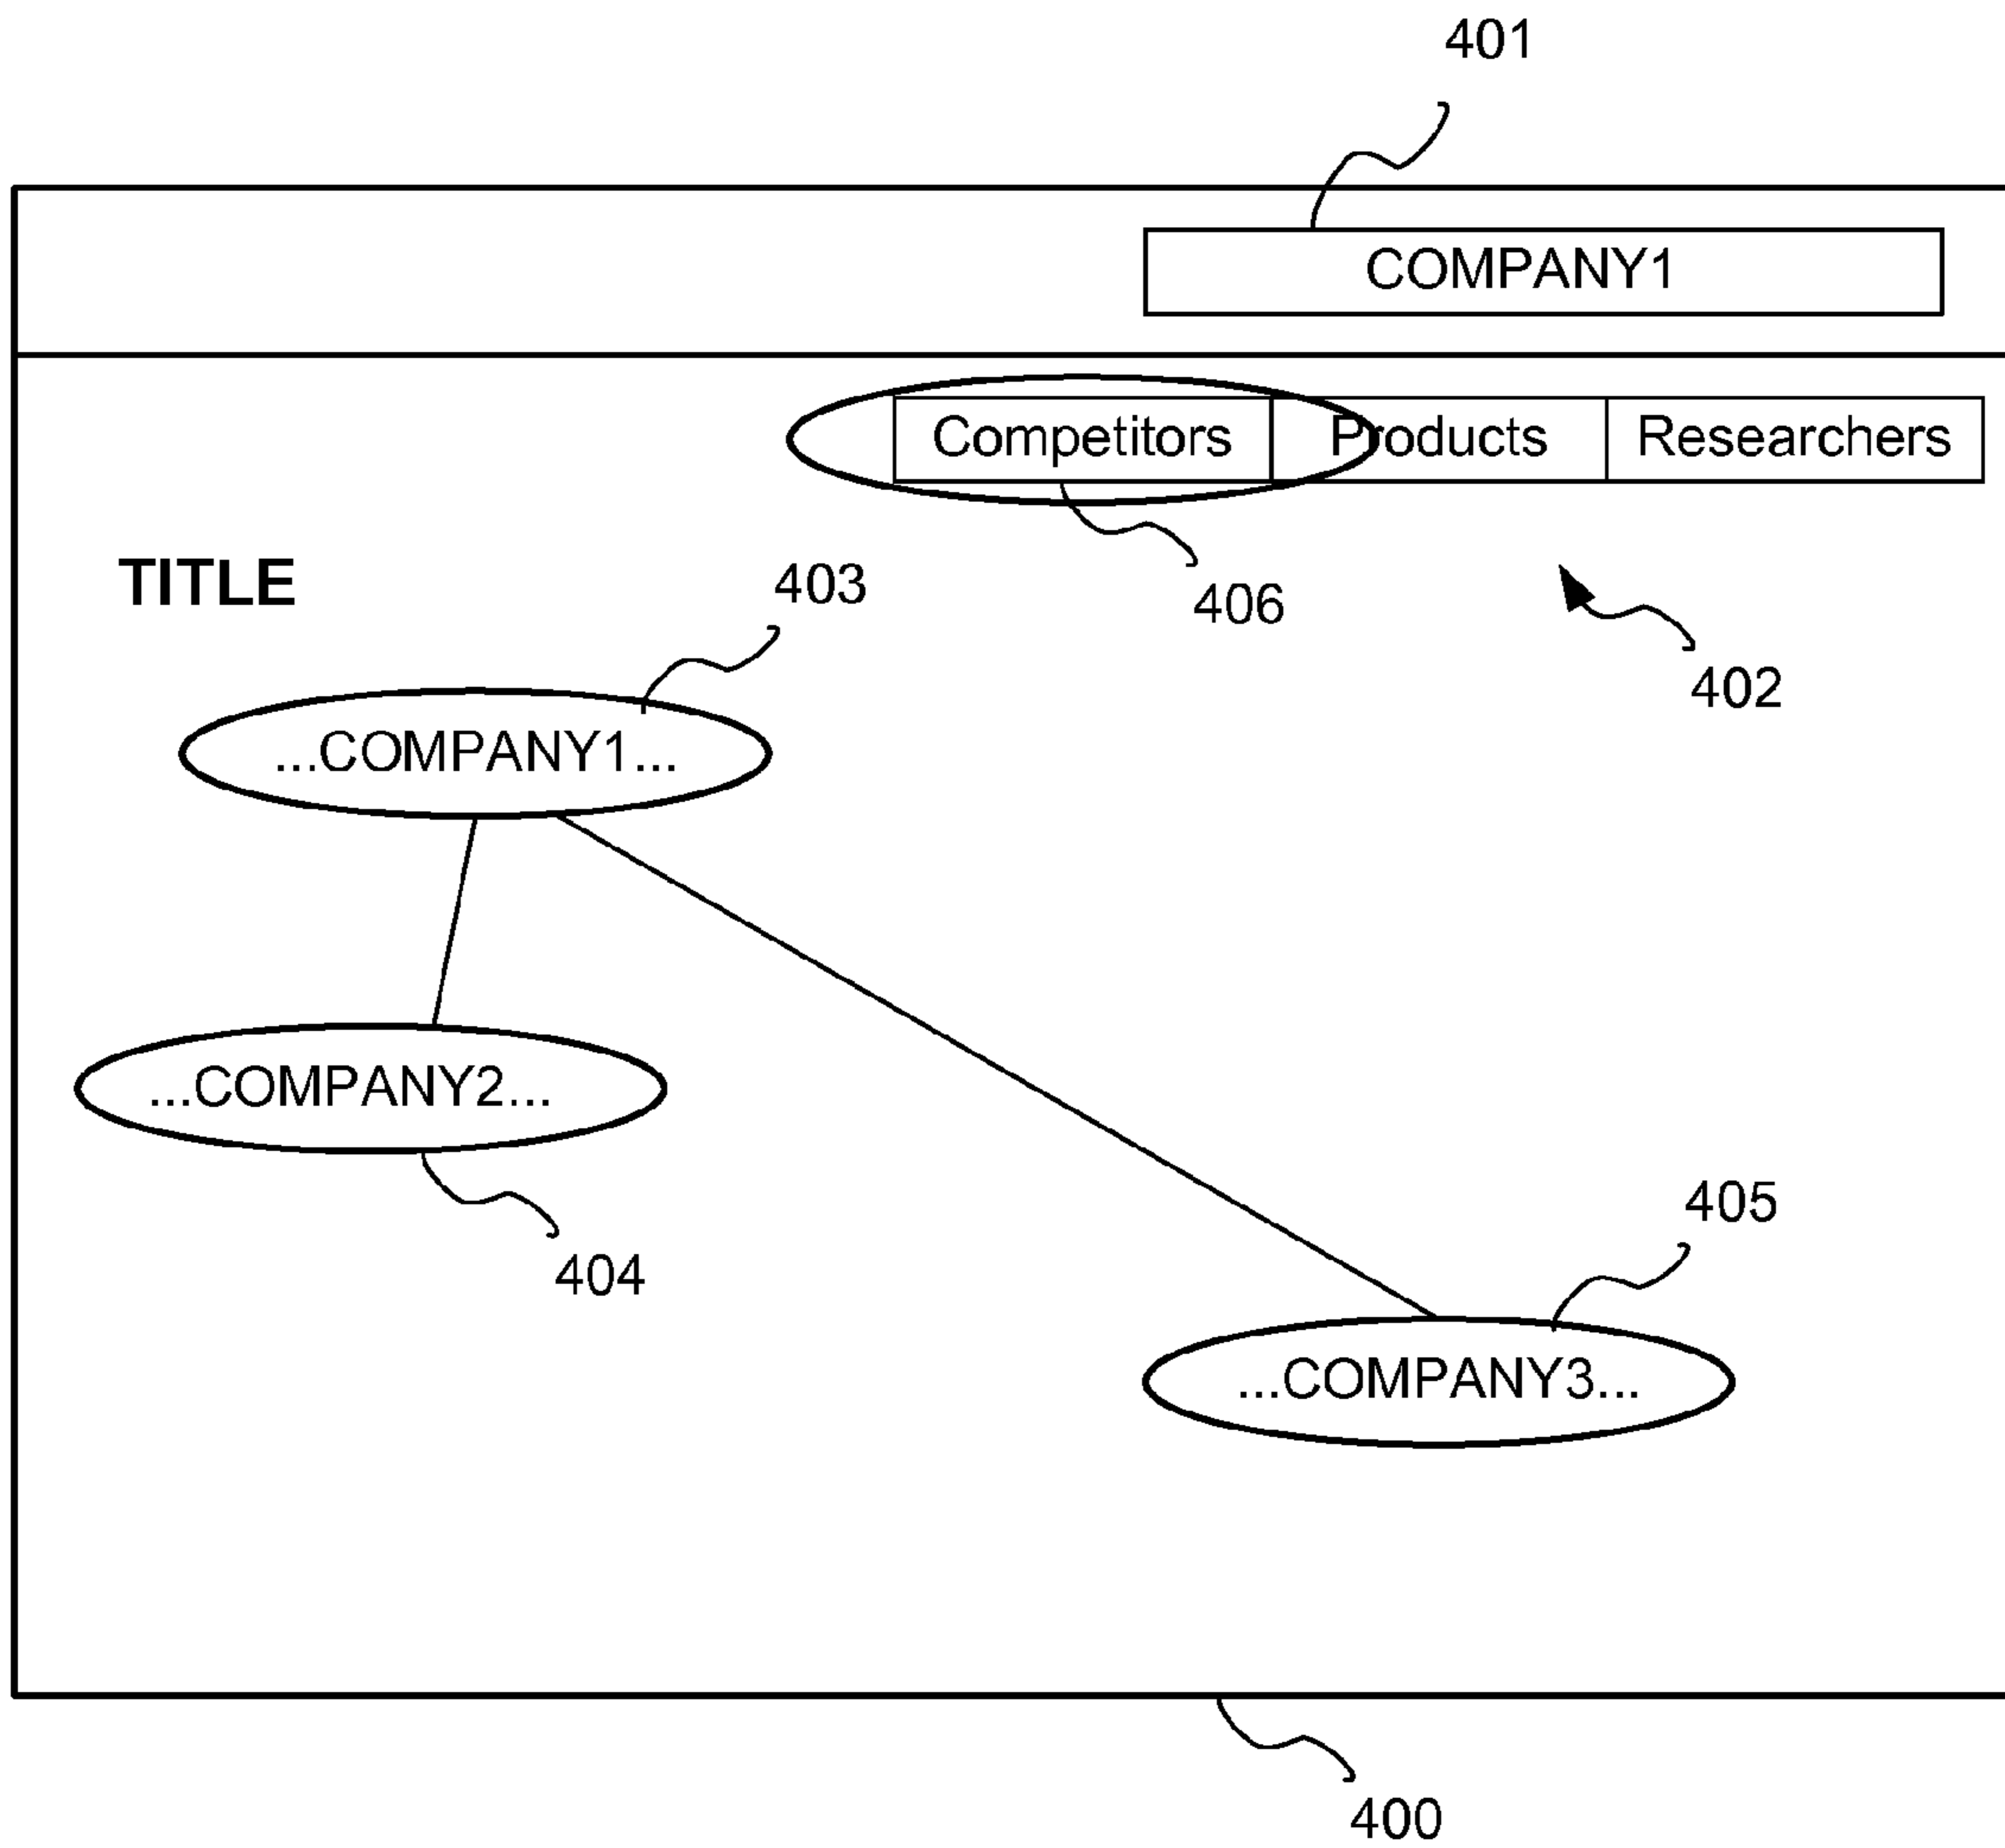 401
COMPANY1
Competitors Products Researchers
TITLE
403
406
402
...COMPANY1...
...COMPANY2...
404
405
...COMPANY3...
400